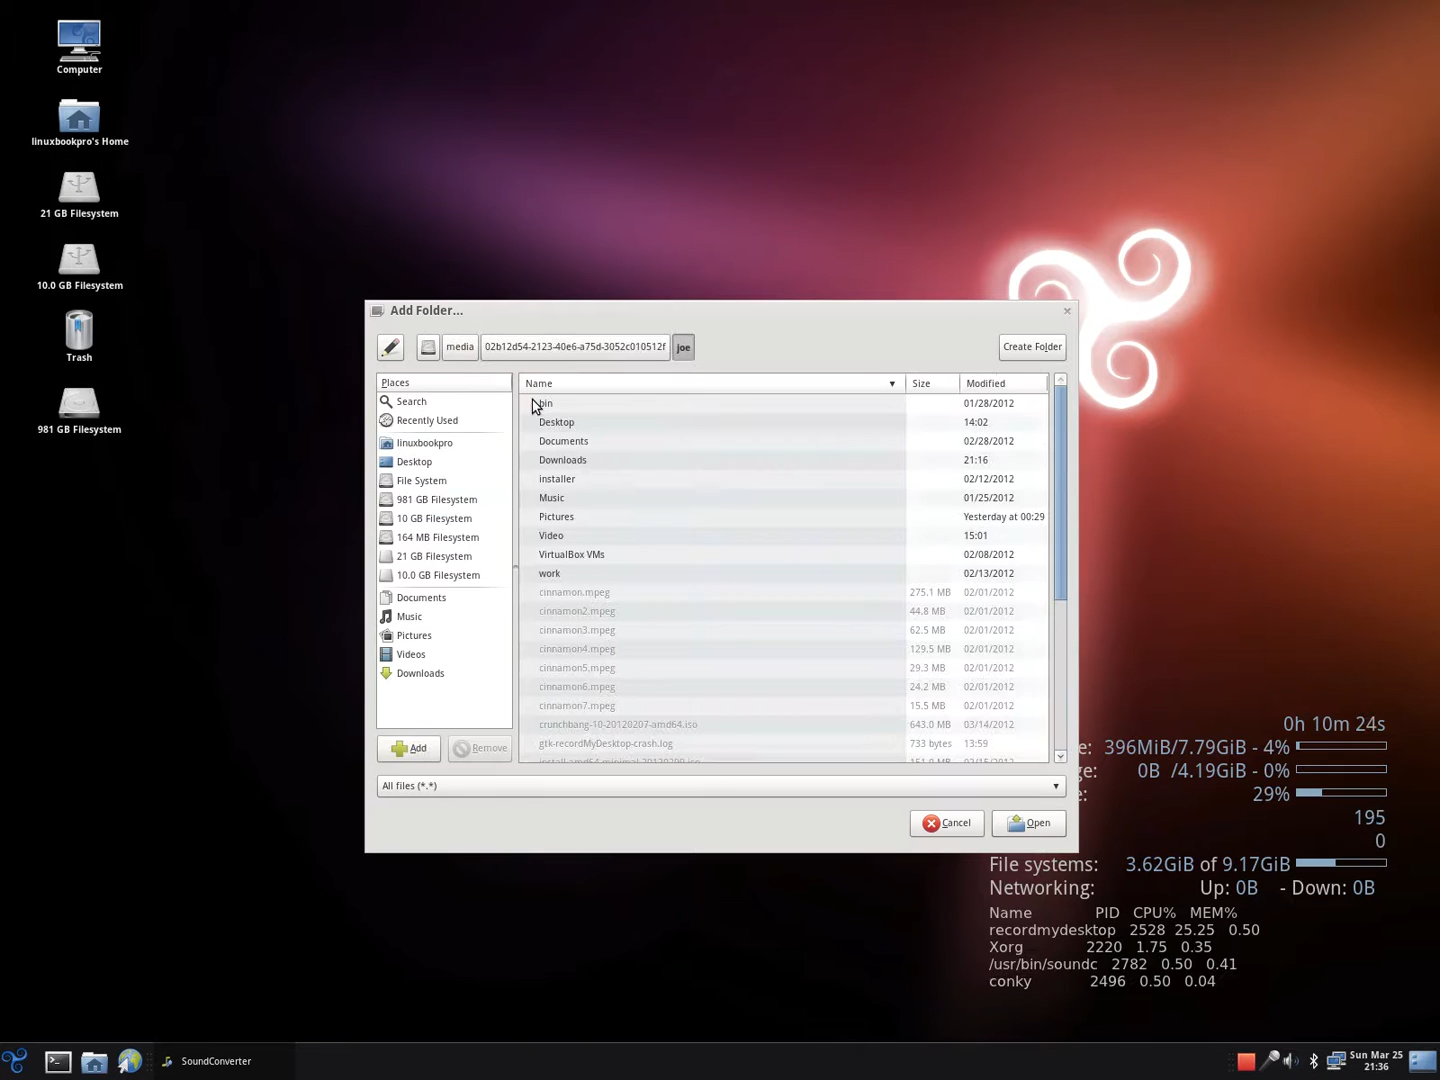 Computer
linuxbookpro's Home
21 GB Filesystem
10.0 GB Filesystem
Trash
981 GB Filesystem
Add Folder...
media 02b12d54-2123-40e6-a75d-3052c010512f joe Create Folder
Places
Search
Recently Used
linuxbookpro
Desktop
File System
981 GB Filesystem
10 GB Filesystem
164 MB Filesystem
21 GB Filesystem
10.0 GB Filesystem
Documents
Music
Pictures
Videos
Downloads
Add Remove
Name Size Modified
bin 01/28/2012
Desktop 14:02
Documents 02/28/2012
Downloads 21:16
installer 02/12/2012
Music 01/25/2012
Pictures Yesterday at 00:29
Video 15:01
VirtualBox VMs 02/08/2012
work 02/13/2012
cinnamon.mpeg 275.1 MB 02/01/2012
cinnamon2.mpeg 44.8 MB 02/01/2012
cinnamon3.mpeg 62.5 MB 02/01/2012
cinnamon4.mpeg 129.5 MB 02/01/2012
cinnamon5.mpeg 29.3 MB 02/01/2012
cinnamon6.mpeg 24.2 MB 02/01/2012
cinnamon7.mpeg 15.5 MB 02/01/2012
crunchbang-10-20120207-amd64.iso 643.0 MB 03/14/2012
gtk-recordMyDesktop-crash.log 733 bytes 13:59
All files (*.*)
Cancel Open
0h 10m 24s
e: 396MiB/7.79GiB - 4%
ge: 0B /4.19GiB - 0%
e: 29%
195
0
File systems: 3.62GiB of 9.17GiB
Networking: Up: 0B - Down: 0B
Name PID CPU% MEM%
recordmydesktop 2528 25.25 0.50
Xorg 2220 1.75 0.35
/usr/bin/soundc 2782 0.50 0.41
conky 2496 0.50 0.04
SoundConverter
Sun Mar 25
21:36